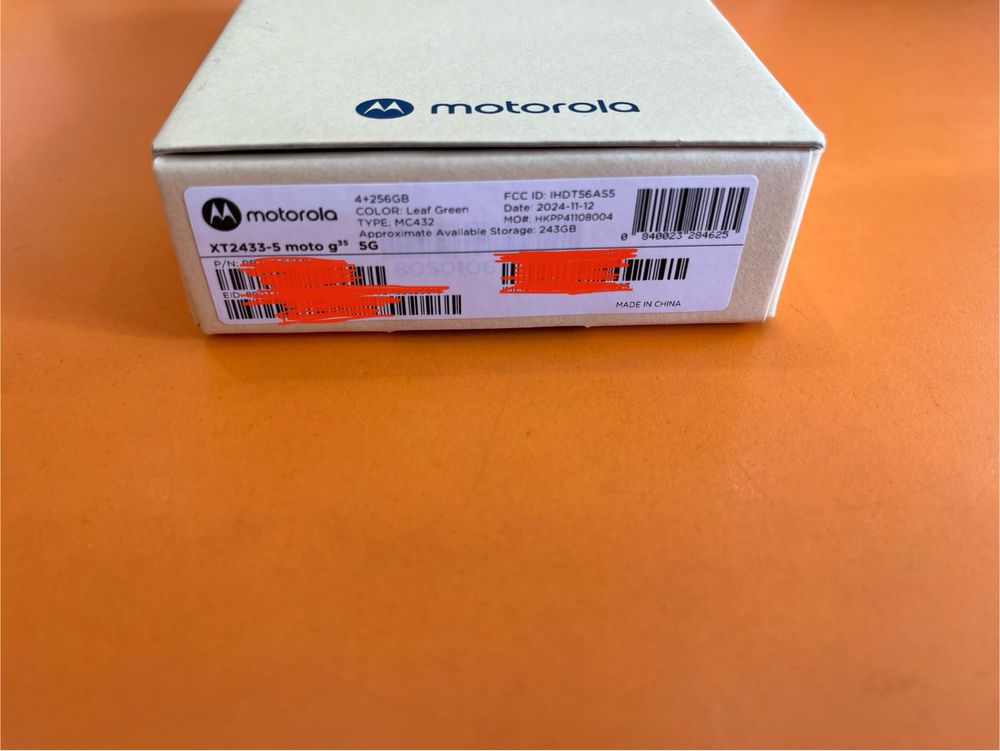 motorola
motorola
4+256GB
COLOR: Leaf Green
TYPE: MC432
Approximate Available Storage: 243GB
FCC ID: IHDT56AS5
Date: 2024-11-12
MO#: HKPP41108004
0 840023 284625
XT2433-5 moto g35 5G
P/N:
EID:
MADE IN CHINA